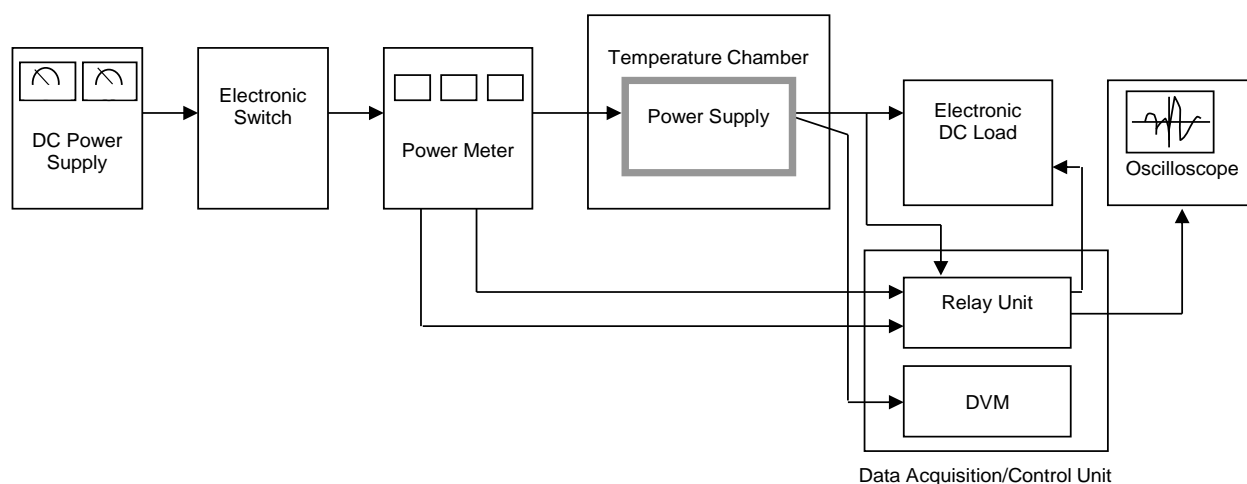 DC Power
Supply
Electronic
Switch
Power Meter
Temperature Chamber
Power Supply
Electronic
DC Load
Oscilloscope
Relay Unit
DVM
Data Acquisition/Control Unit